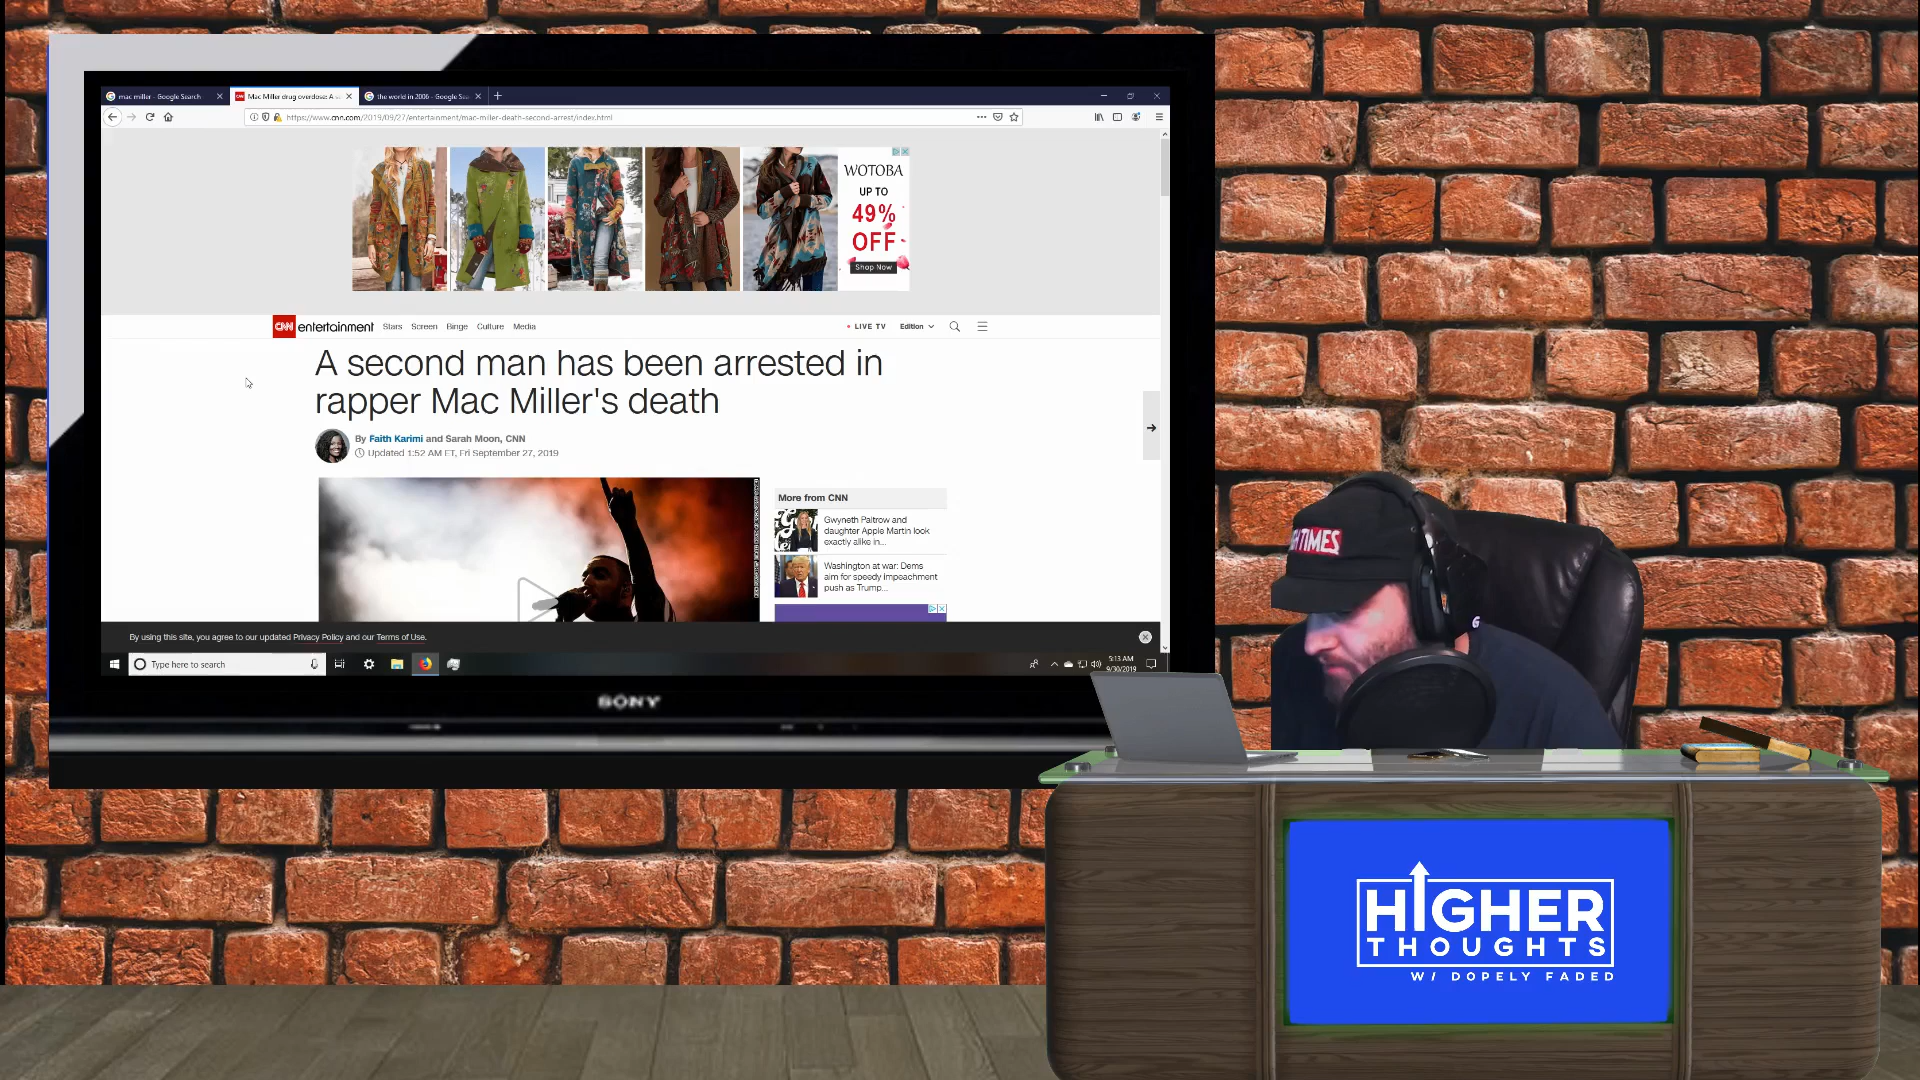 mac miller - Google Search
Mac Miller drug overdose: A
the world in 2006 - Google Sea
https://www.cnn.com/2019/09/27/entertainment/mac-miller-death-second-arrest/index.html
WOTOBA
UP TO
49%
OFF
Shop Now
CNN entertainment Stars Screen Binge Culture Media
LIVE TV Edition
A second man has been arrested in
rapper Mac Miller's death
By Faith Karimi and Sarah Moon, CNN
Updated 1:52 AM ET, Fri September 27, 2019
More from CNN
Gwyneth Paltrow and
daughter Apple Martin look
exactly alike in...
Washington at war: Dems
aim for speedy impeachment
push as Trump...
By using this site, you agree to our updated Privacy Policy and our Terms of Use.
Type here to search
5:13 AM
9/30/2019
SONY
HIGHER
THOUGHTS
W/ DOPELY FADED